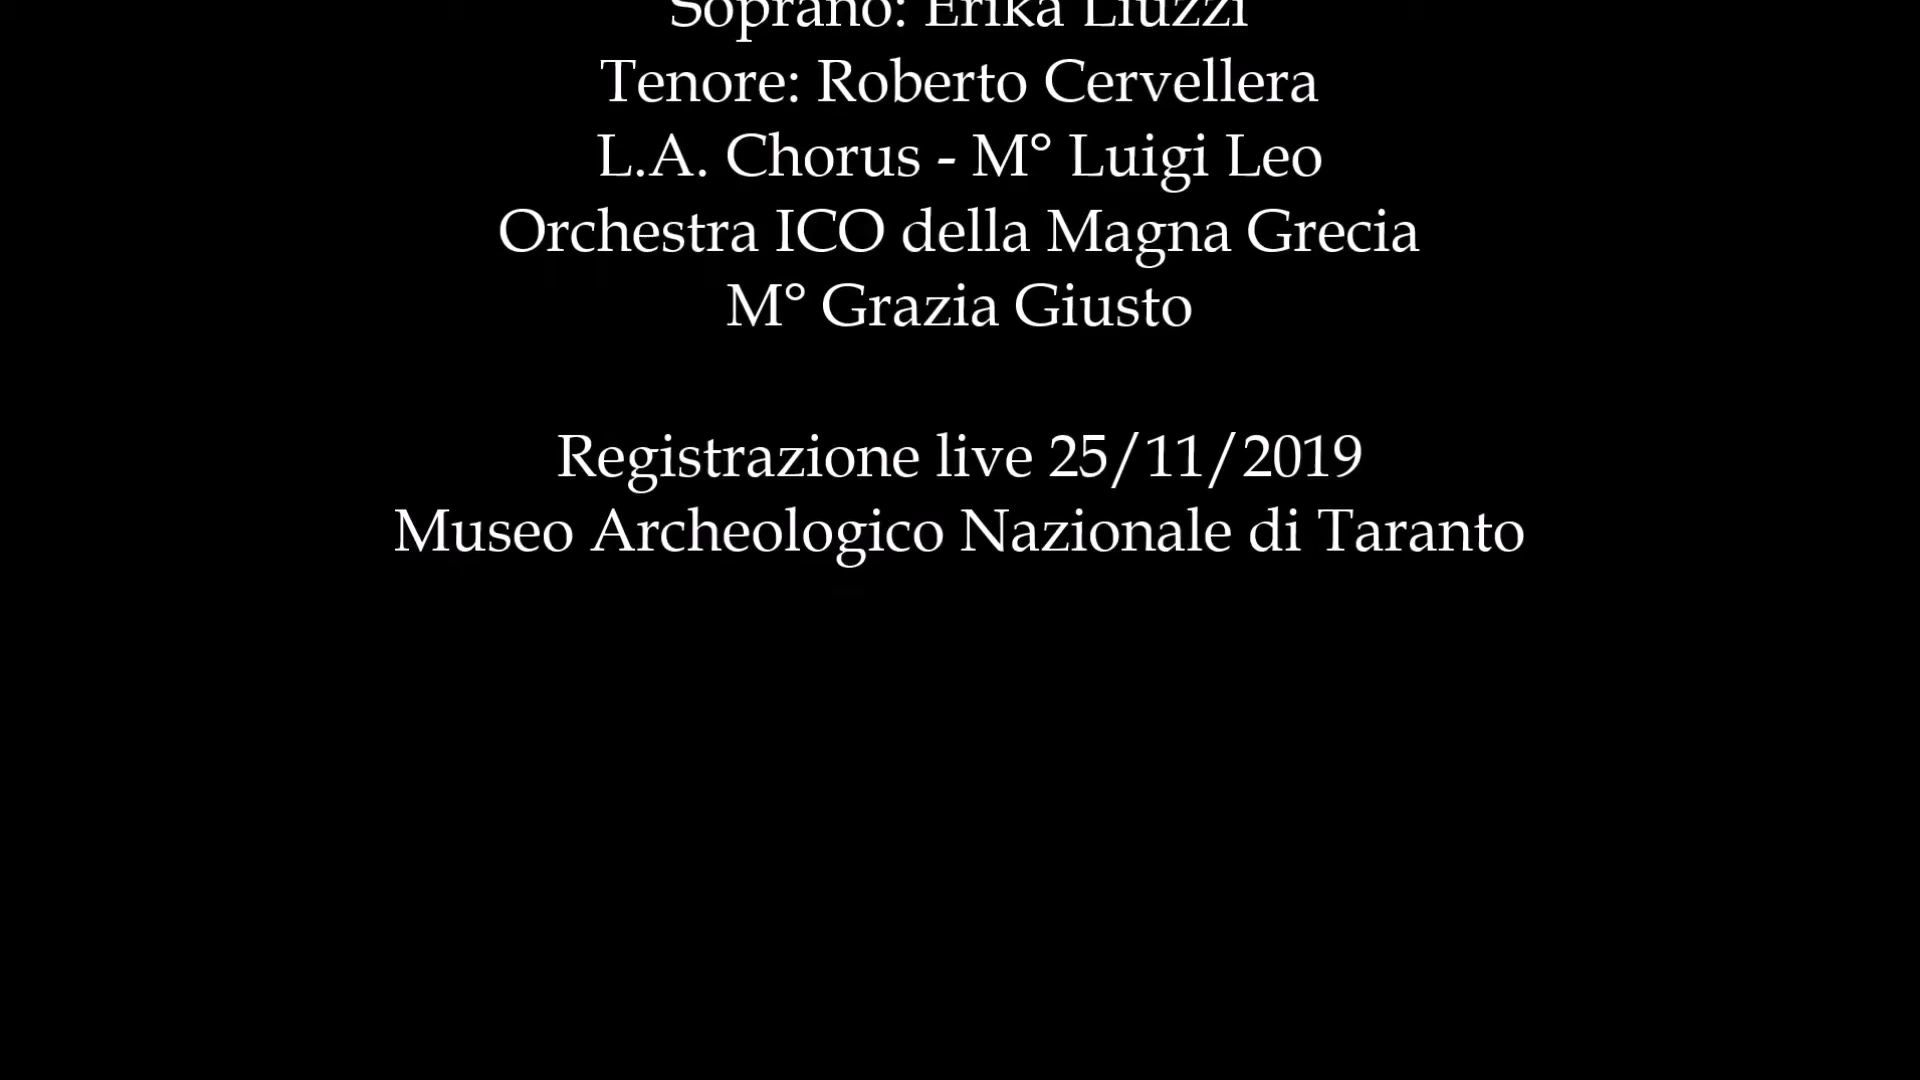 Soprano: Erika Liuzzi
Tenore: Roberto Cervellera
L.A. Chorus - M° Luigi Leo
Orchestra ICO della Magna Grecia
M° Grazia Giusto
Registrazione live 25/11/2019
Museo Archeologico Nazionale di Taranto